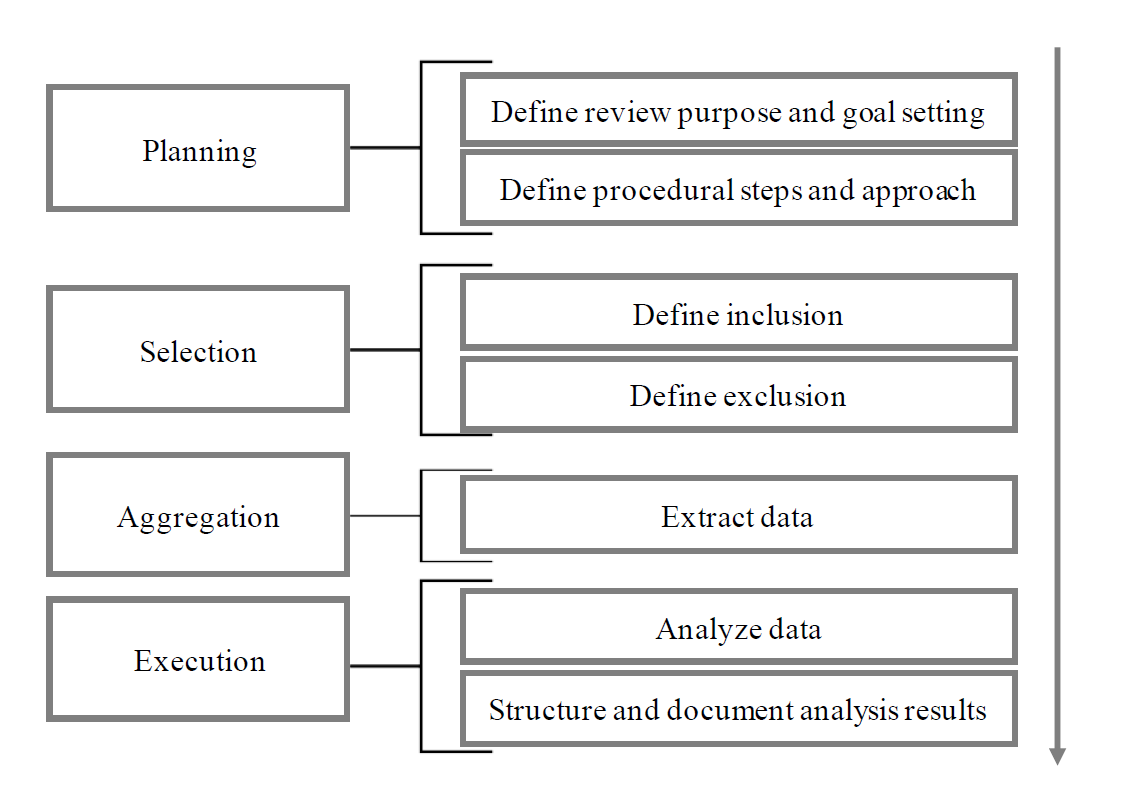 Planning
Define review purpose and goal setting
Define procedural steps and approach
Selection
Define inclusion
Define exclusion
Aggregation
Extract data
Execution
Analyze data
Structure and document analysis results